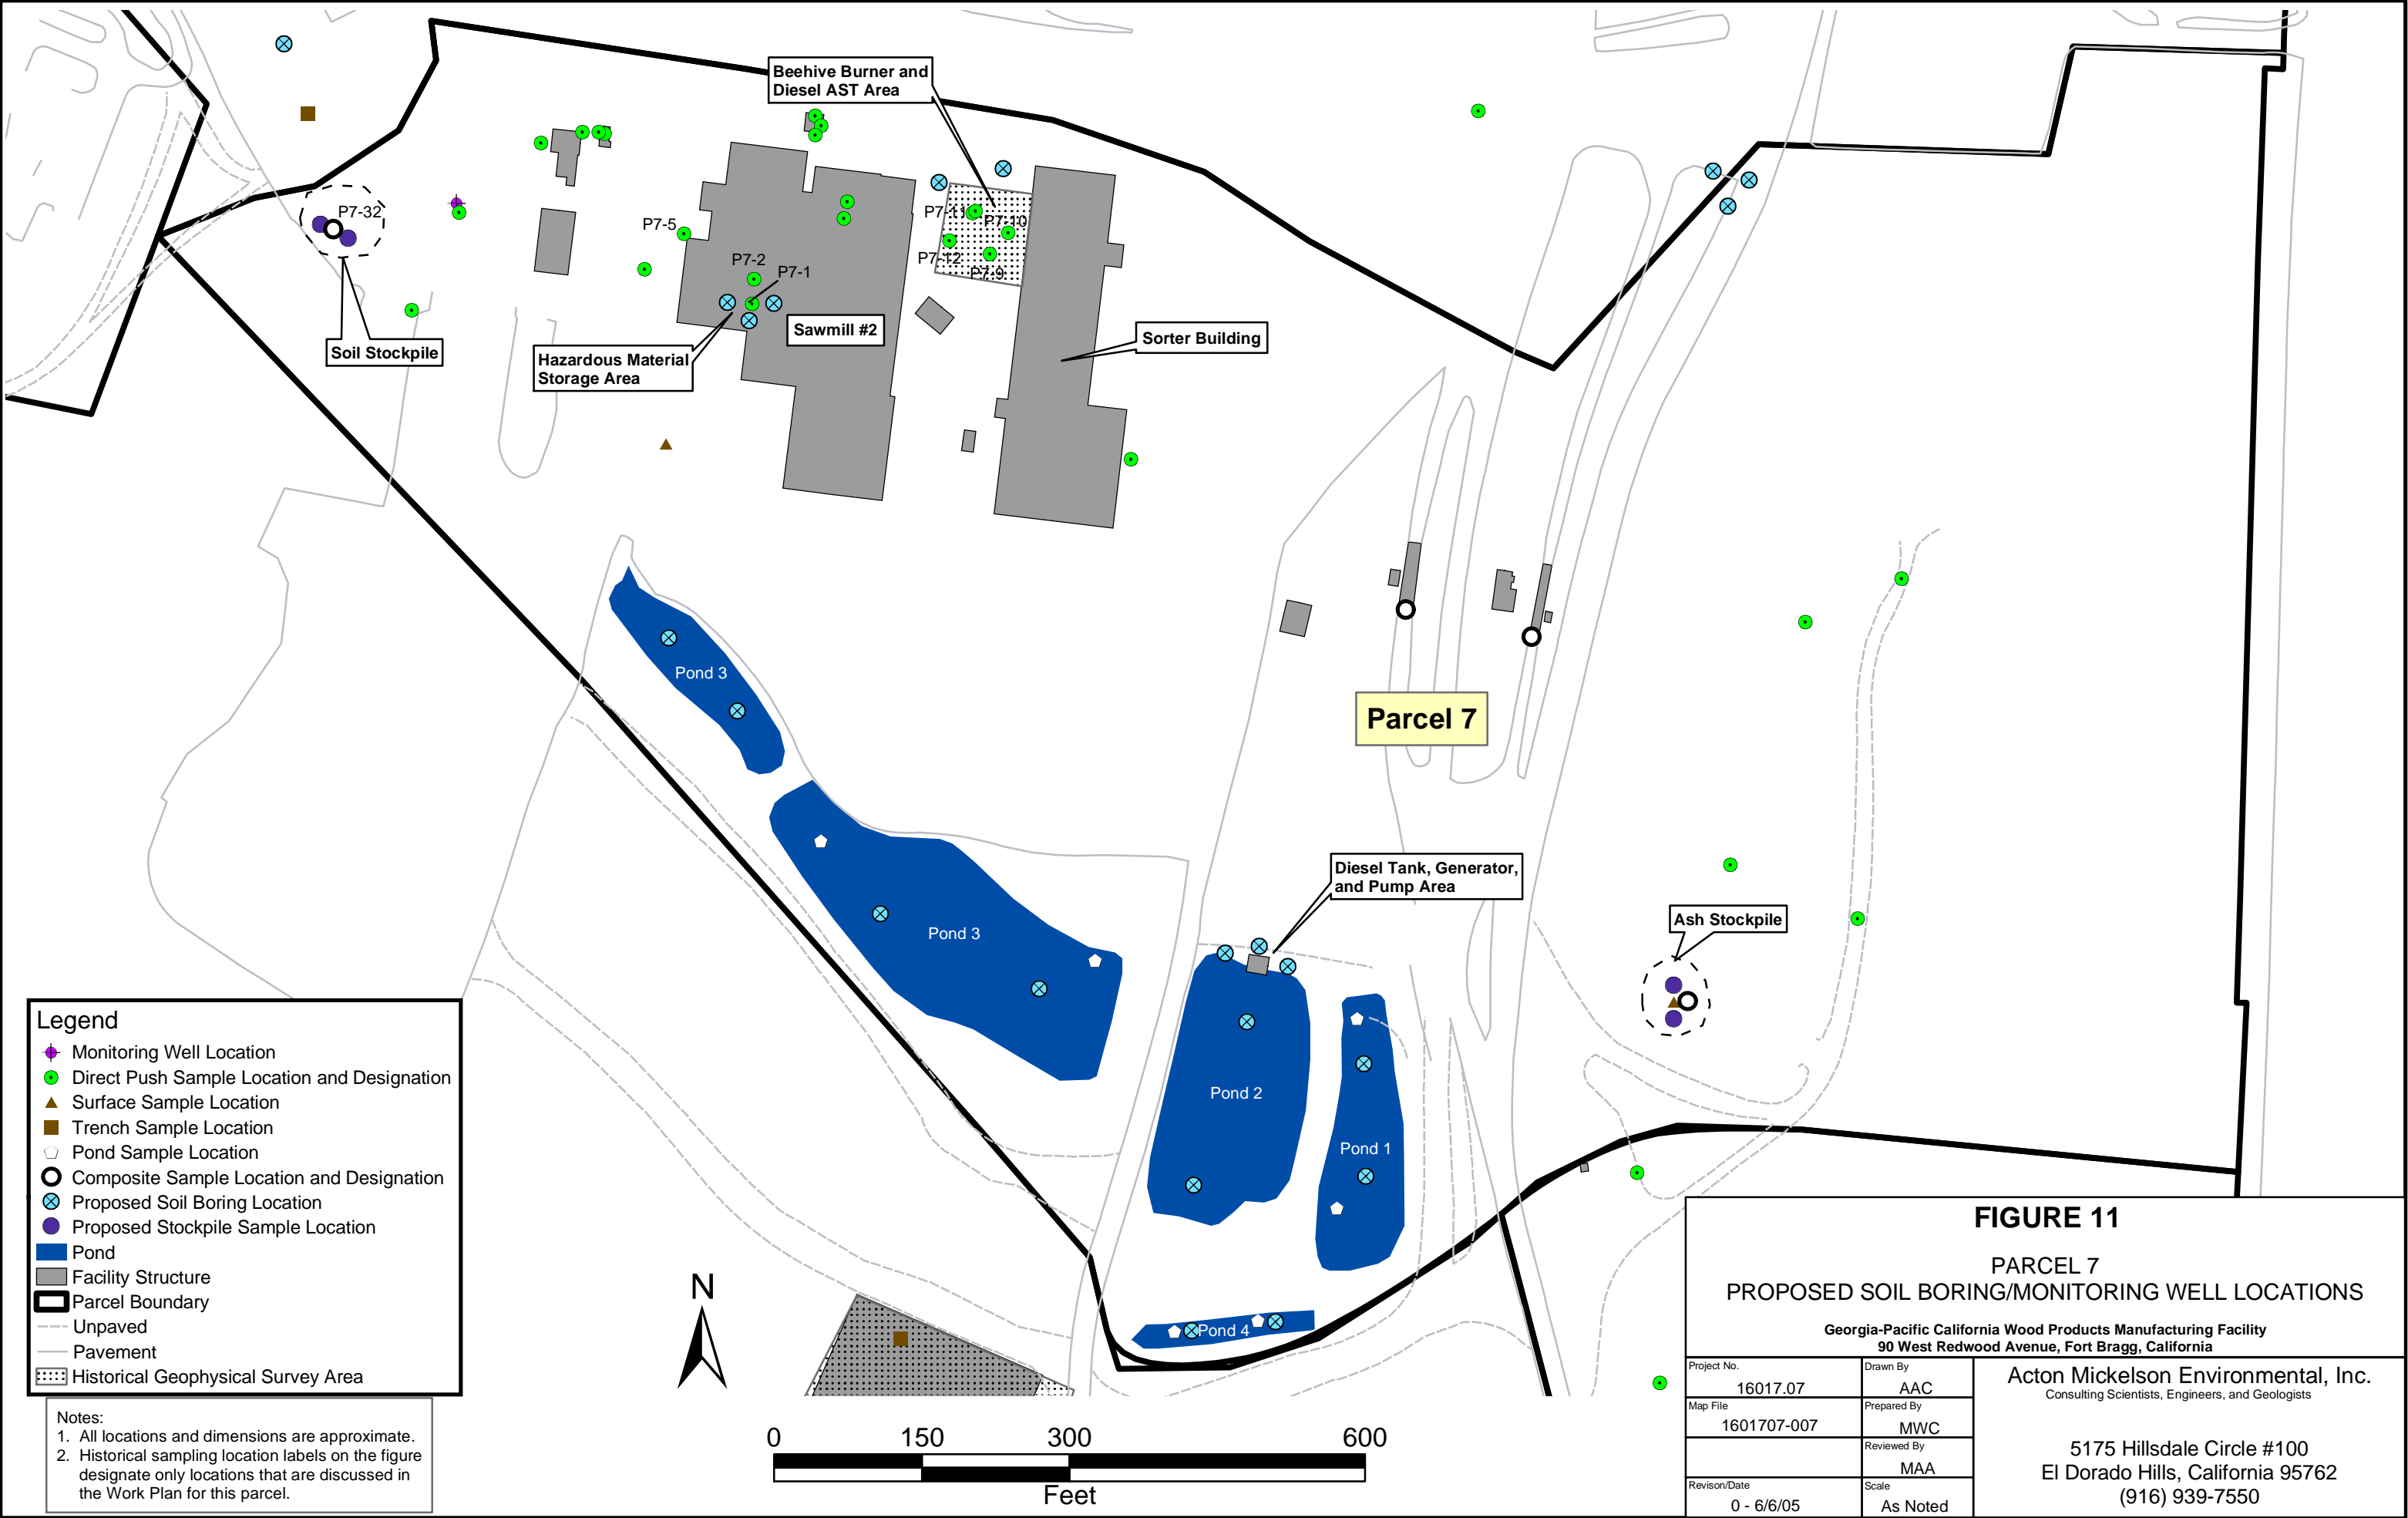 Beehive Burner and
Diesel AST Area
P7-32
P7-5
P7-11
P7-10
P7-12
P7-9
P7-2
P7-1
Sawmill #2
Sorter Building
Soil Stockpile
Hazardous Material
Storage Area
Pond 3
Parcel 7
Pond 3
Diesel Tank, Generator,
and Pump Area
Ash Stockpile
Pond 2
Pond 1
Pond 4
Legend
Monitoring Well Location
Direct Push Sample Location and Designation
Surface Sample Location
Trench Sample Location
Pond Sample Location
Composite Sample Location and Designation
Proposed Soil Boring Location
Proposed Stockpile Sample Location
Pond
Facility Structure
Parcel Boundary
Unpaved
Pavement
Historical Geophysical Survey Area
Notes:
1. All locations and dimensions are approximate.
2. Historical sampling location labels on the figure
designate only locations that are discussed in
the Work Plan for this parcel.
N
0 150 300 600
Feet
FIGURE 11
PARCEL 7
PROPOSED SOIL BORING/MONITORING WELL LOCATIONS
Georgia-Pacific California Wood Products Manufacturing Facility
90 West Redwood Avenue, Fort Bragg, California
Project No.
16017.07
Drawn By
AAC
Map File
1601707-007
Prepared By
MWC
Reviewed By
MAA
Revison/Date
0 - 6/6/05
Scale
As Noted
Acton Mickelson Environmental, Inc.
Consulting Scientists, Engineers, and Geologists
5175 Hillsdale Circle #100
El Dorado Hills, California 95762
(916) 939-7550